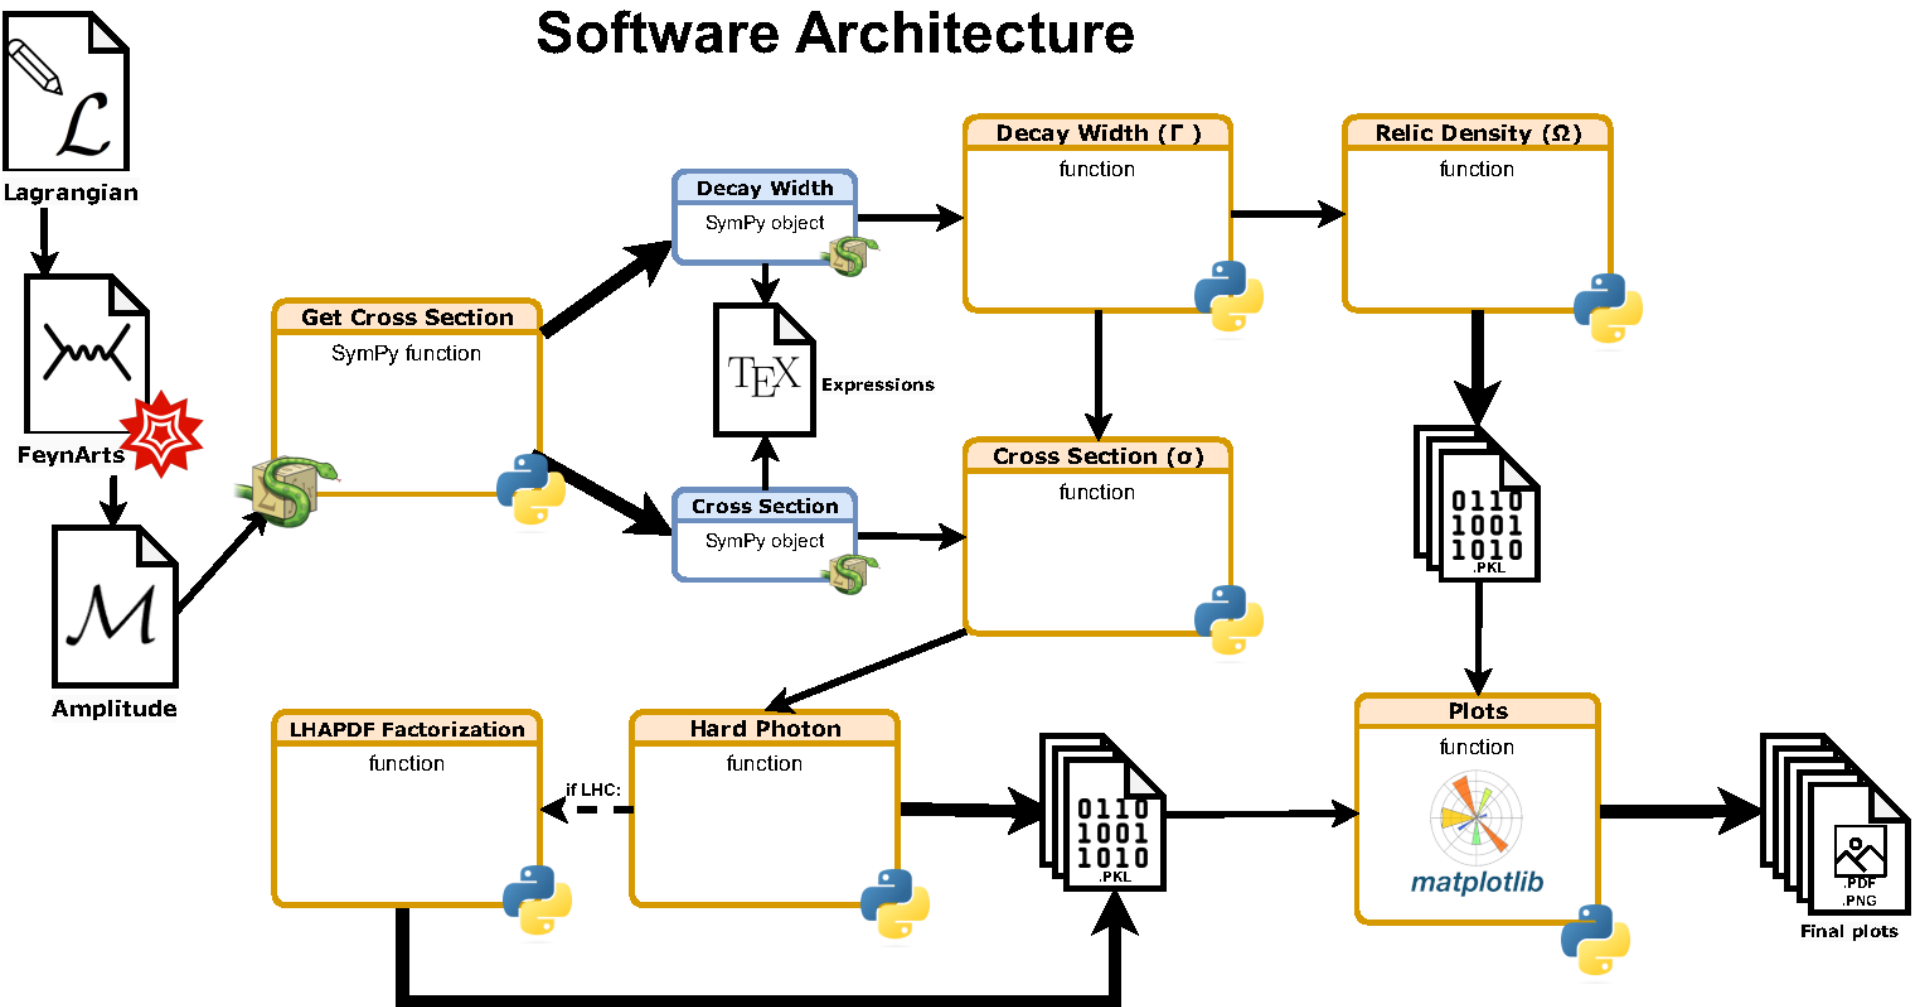 Software Architecture
ℒ
Lagrangian
FeynArts
ℳ
Amplitude
Get Cross Section
SymPy function
Decay Width
SymPy object
TEX
Expressions
Cross Section
SymPy object
Decay Width (Γ )
function
Relic Density (Ω)
function
Cross Section (σ)
function
0110
1001
1010
.PKL
LHAPDF Factorization
function
if LHC:
Hard Photon
function
0110
1001
1010
.PKL
Plots
function
matplotlib
.PDF
.PNG
Final plots